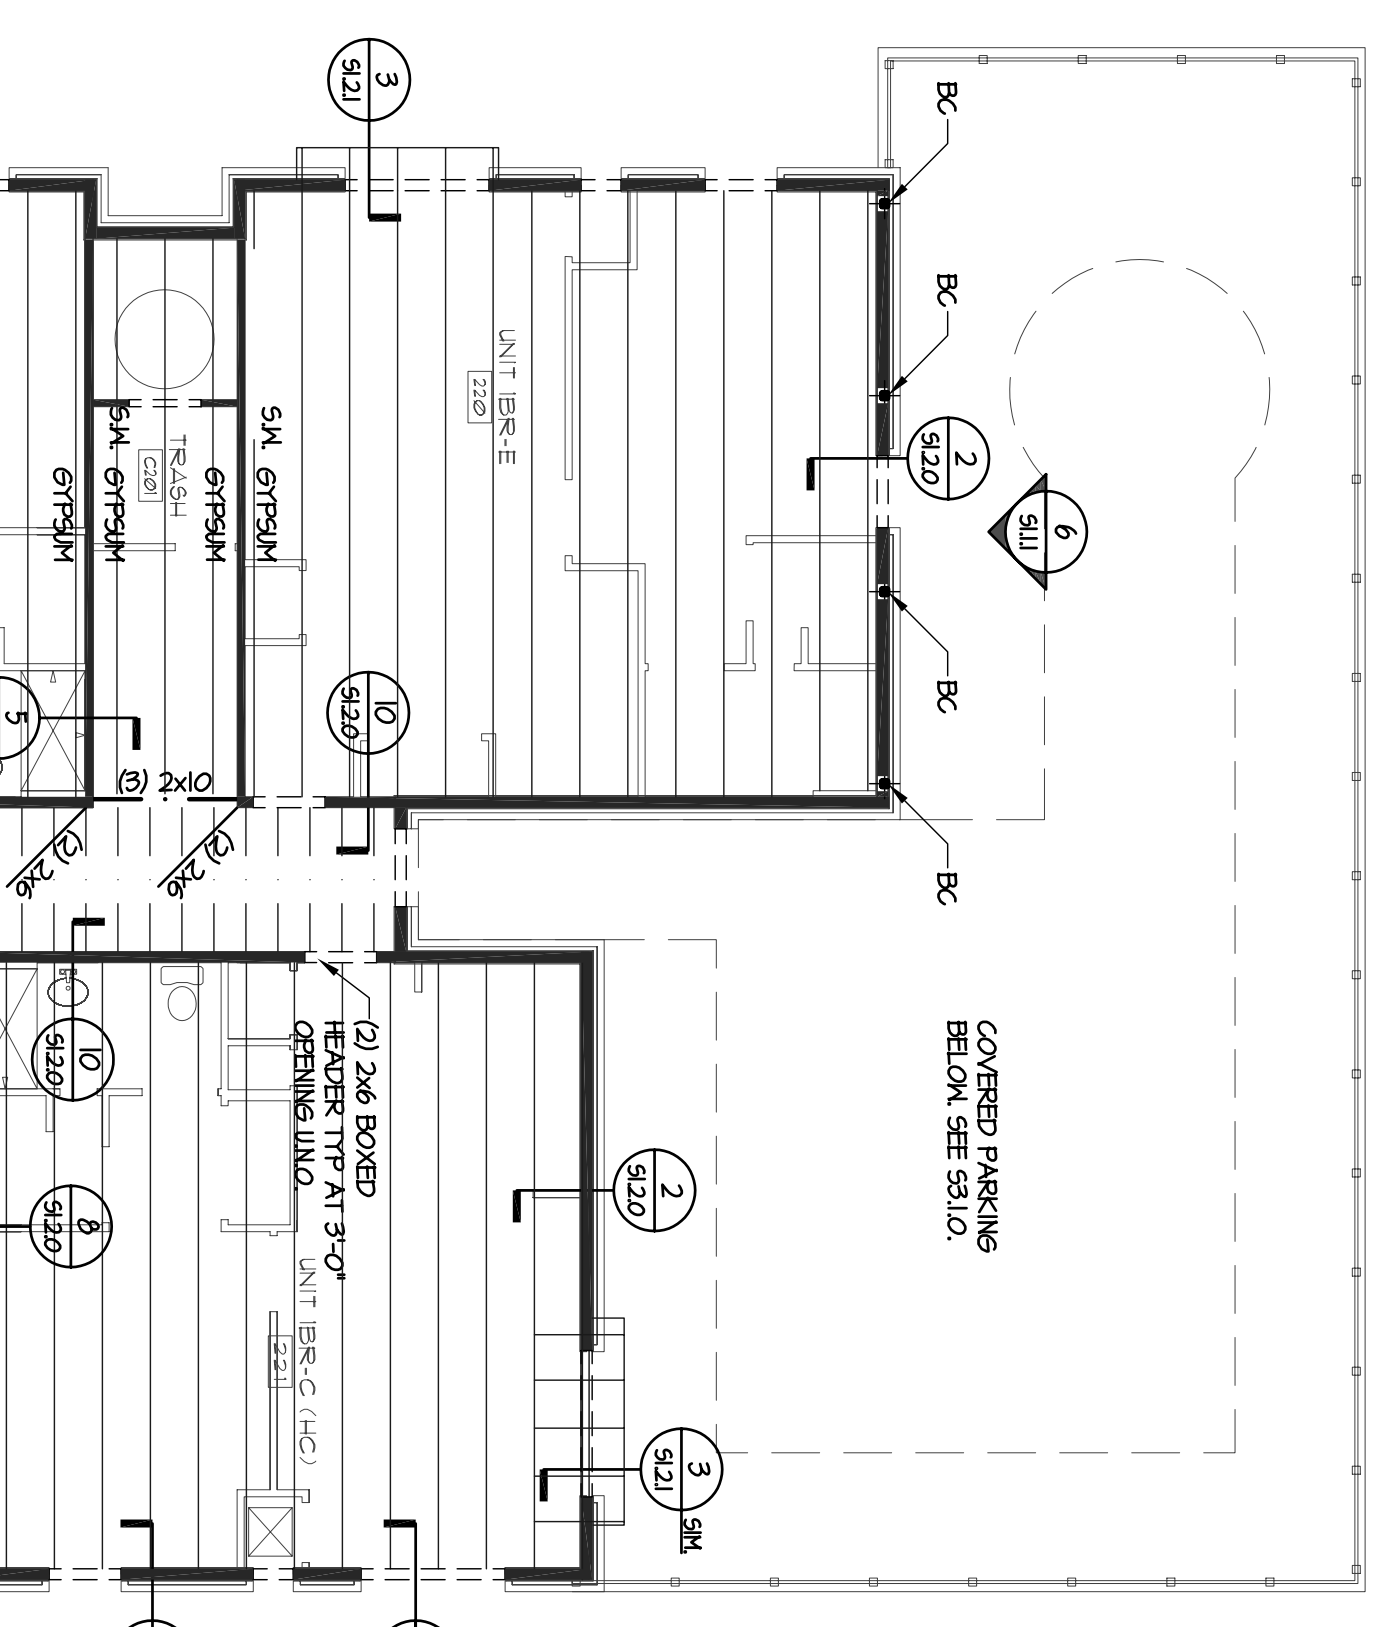 3
S1.2.1
BC
BC
2
S1.2.0
6
S1.1.1
BC
BC
UNIT 1BR-E
220
S.W. GYPSUM
GYPSUM
TRASH
C201
S.W. GYPSUM
GYPSUM
10
S1.2.0
5
(3) 2x10
(2) 2x6
(2) 2x6
10
S1.2.0
(2) 2x6 BOXED
HEADER TYP AT 3'-0"
OPENING U.N.O.
COVERED PARKING
BELOW. SEE S3.1.0.
2
S1.2.0
8
S1.2.0
UNIT 1BR-C (HC)
221
3
S1.2.1
SIM.